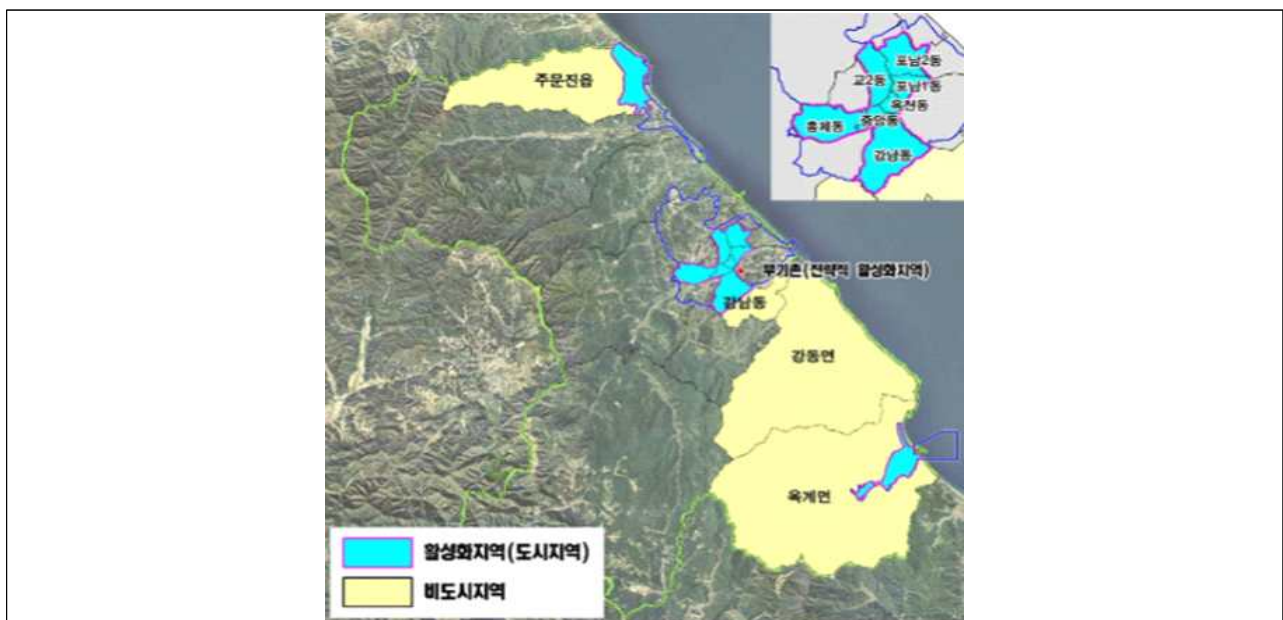 주문진읍
포남2동
교2동
포남1동
옥천동
홍제동
중앙동
강남동
무기촌(전략적 활성화지역)
강남동
강동면
옥계면
활성화지역(도시지역)
비도시지역